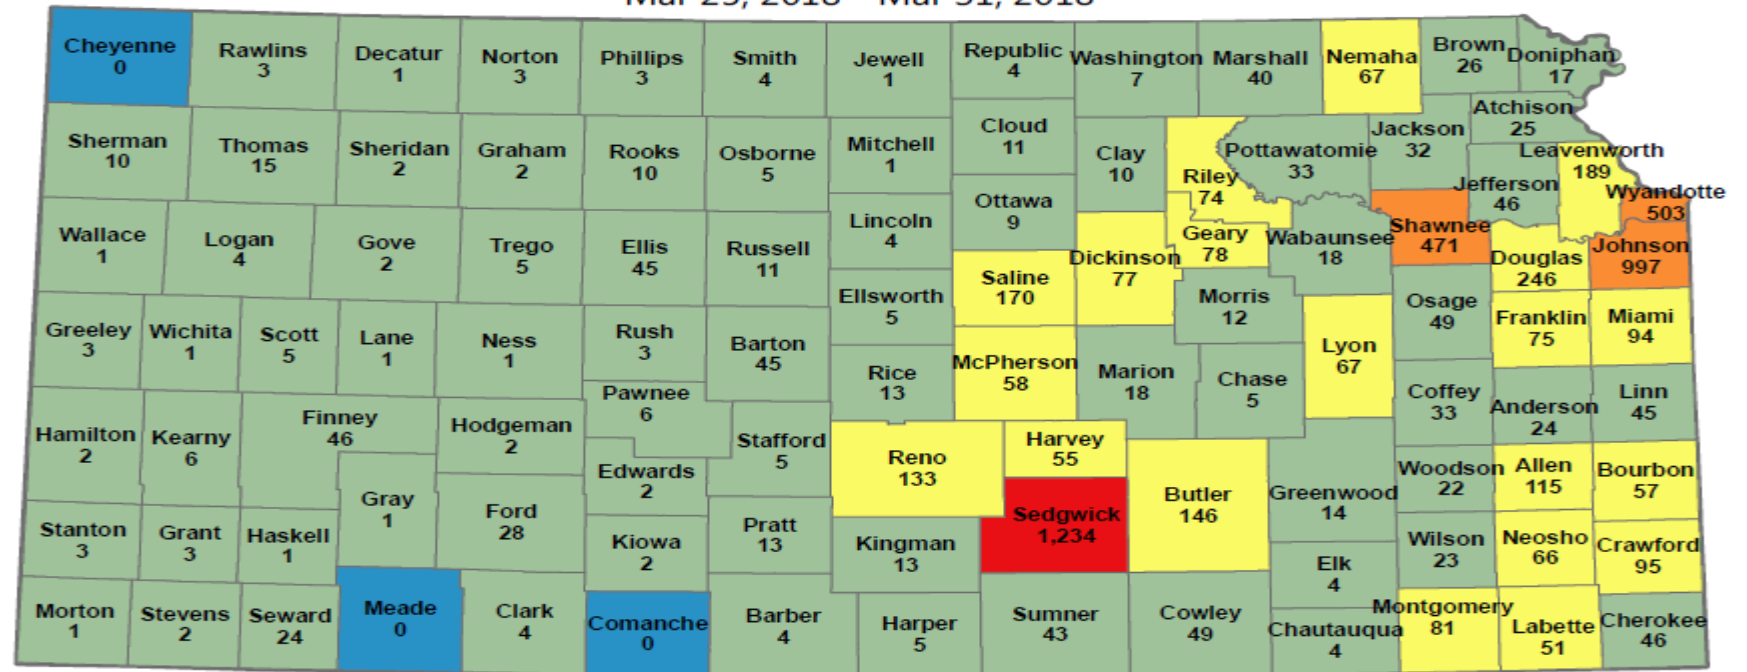 Mar 25, 2018 - Mar 31, 2018
Cheyenne
0
Rawlins
3
Decatur
1
Norton
3
Phillips
3
Smith
4
Jewell
1
Republic
4
Washington
7
Marshall
40
Nemaha
67
Brown
26
Doniphan
17
Sherman
10
Thomas
15
Sheridan
2
Graham
2
Rooks
10
Osborne
5
Mitchell
1
Cloud
11
Clay
10
Riley
74
Pottawatomie
33
Jackson
32
Atchison
25
Leavenworth
189
Jefferson
46
Wyandotte
503
Wallace
1
Logan
4
Gove
2
Trego
5
Ellis
45
Russell
11
Lincoln
4
Ottawa
9
Saline
170
Dickinson
77
Geary
78
Wabaunsee
18
Shawnee
471
Douglas
246
Johnson
997
Ellsworth
5
Morris
12
Osage
49
Franklin
75
Miami
94
Greeley
3
Wichita
1
Scott
5
Lane
1
Ness
1
Rush
3
Barton
45
Rice
13
McPherson
58
Marion
18
Chase
5
Lyon
67
Coffey
33
Anderson
24
Linn
45
Hamilton
2
Kearny
6
Finney
46
Hodgeman
2
Pawnee
6
Stafford
5
Edwards
2
Reno
133
Harvey
55
Butler
146
Greenwood
14
Woodson
22
Allen
115
Bourbon
57
Stanton
3
Grant
3
Haskell
1
Gray
1
Ford
28
Kiowa
2
Pratt
13
Kingman
13
Sedgwick
1,234
Elk
4
Wilson
23
Neosho
66
Crawford
95
Morton
1
Stevens
2
Seward
24
Meade
0
Clark
4
Comanche
0
Barber
4
Harper
5
Sumner
43
Cowley
49
Chautauqua
4
Montgomery
81
Labette
51
Cherokee
46